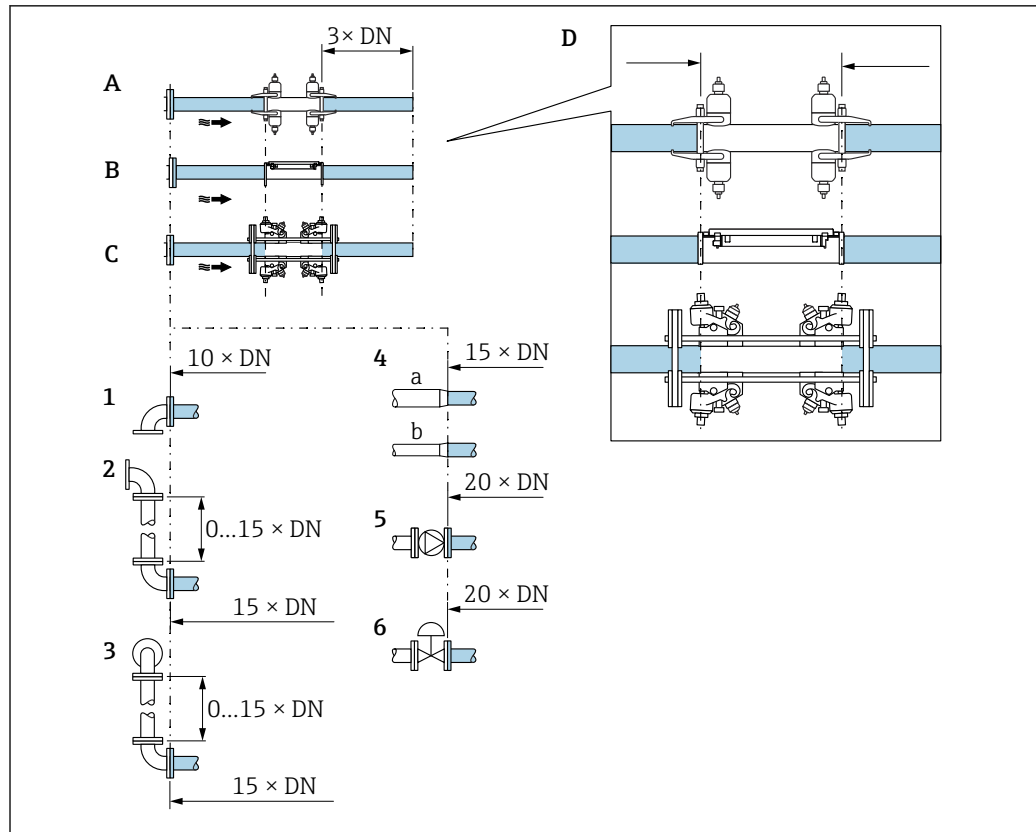 3× DN
D
A
B
C
10 × DN
4
15 × DN
1
a
b
2
20 × DN
0...15 × DN
5
15 × DN
20 × DN
6
3
0...15 × DN
15 × DN